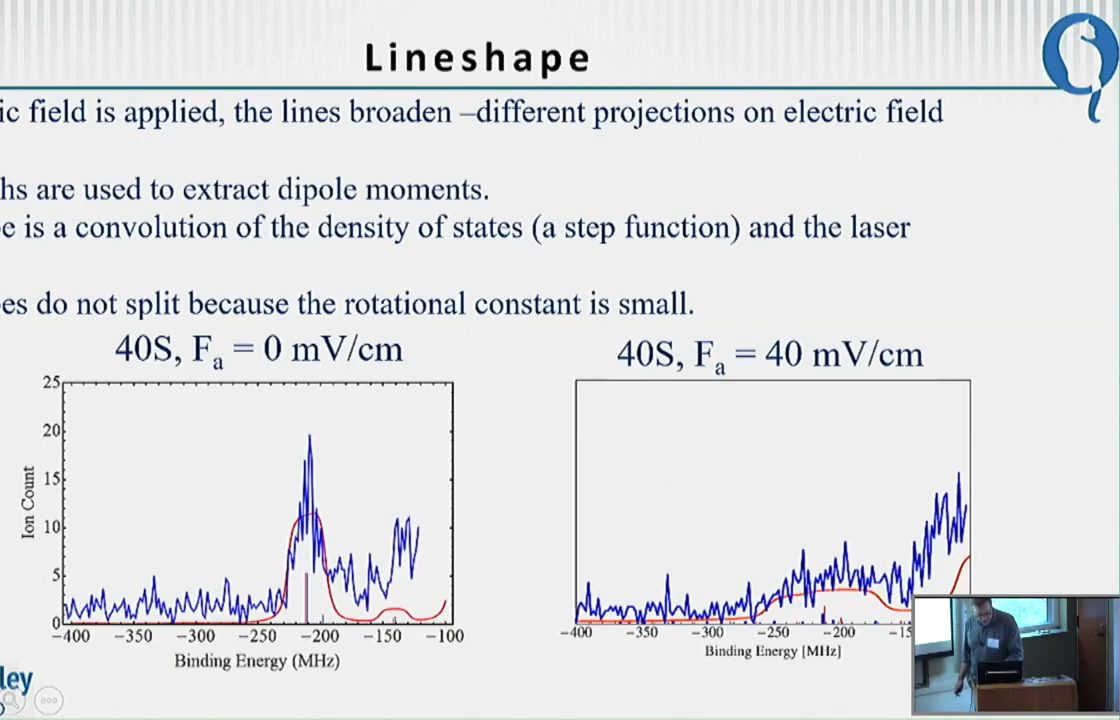 Lineshape
ic field is applied, the lines broaden –different projections on electric field
hs are used to extract dipole moments.
e is a convolution of the density of states (a step function) and the laser
es do not split because the rotational constant is small.
40S, Fa = 0 mV/cm
25
20
15
10
5
0
Ion Count
−400 −350 −300 −250 −200 −150 −100
Binding Energy (MHz)
40S, Fa = 40 mV/cm
−400 −350 −300 −250 −200 −15
Binding Energy [MHz]
ley